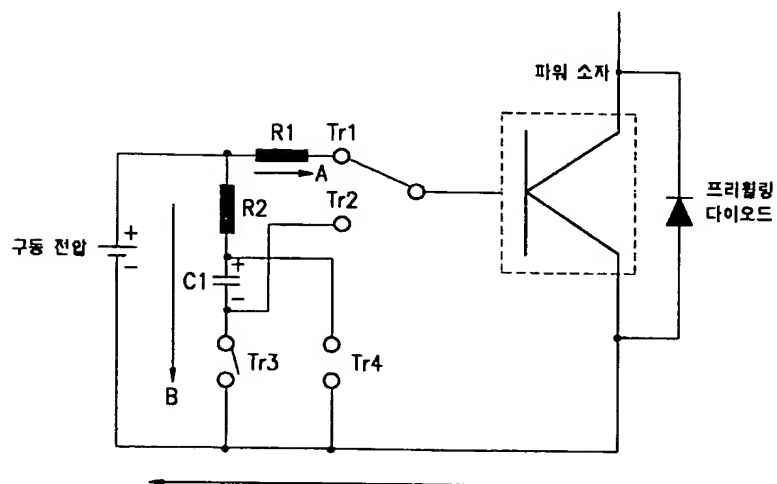 파워 소자
R1
Tr1
A
Tr2
R2
프리휠링
다이오드
구동 전압
+
-
+
C1
-
Tr3
Tr4
B